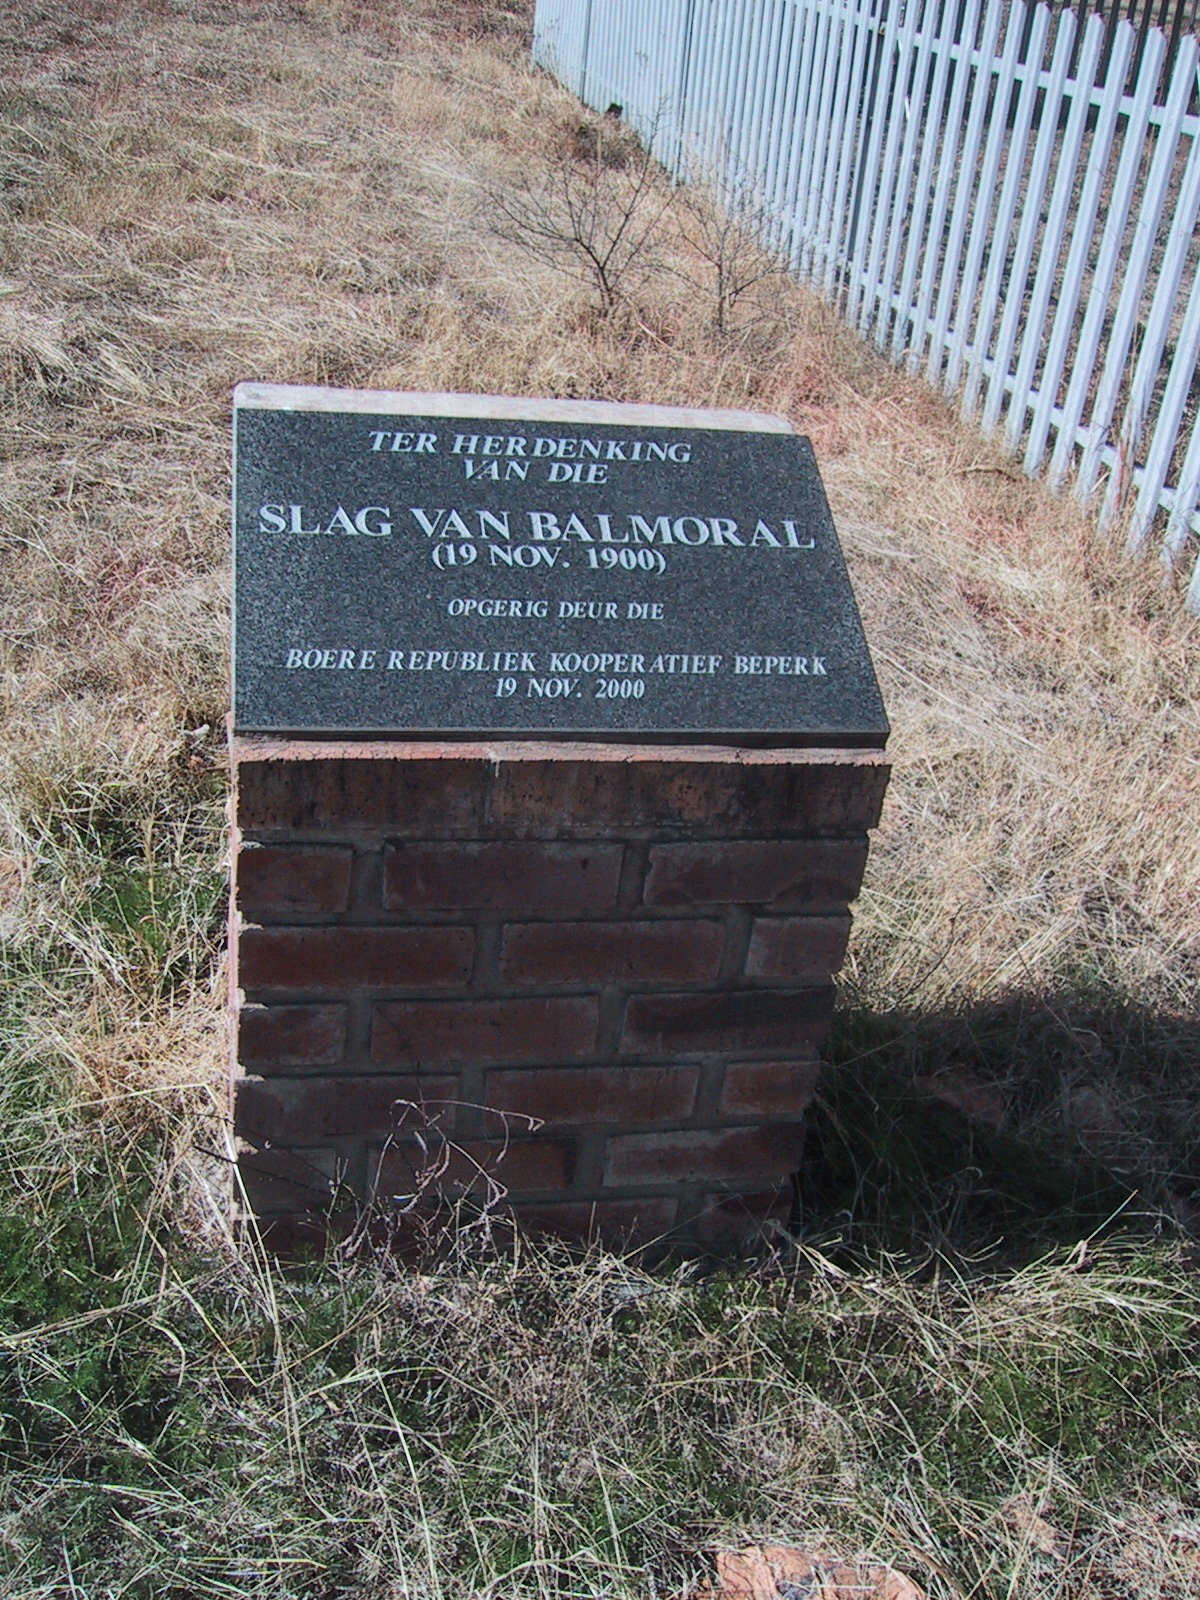 TER HERDENKING
VAN DIE
SLAG VAN BALMORAL
(19 NOV. 1900)
OPGERIG DEUR DIE
BOERE REPUBLIEK KOOPERATIEF BEPERK
19 NOV. 2000